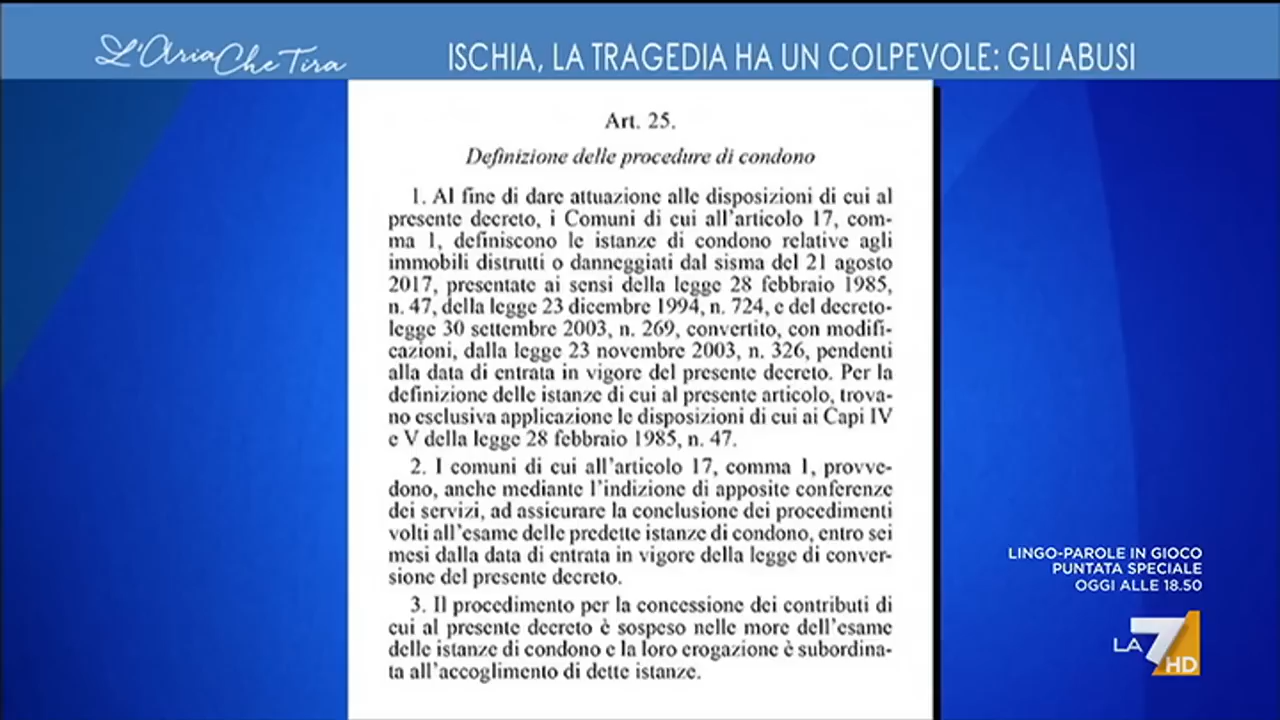 L'Aria Che Tira
ISCHIA, LA TRAGEDIA HA UN COLPEVOLE: GLI ABUSI
Art. 25.
Definizione delle procedure di condono
1. Al fine di dare attuazione alle disposizioni di cui al
presente decreto, i Comuni di cui all'articolo 17, com-
ma 1, definiscono le istanze di condono relative agli
immobili distrutti o danneggiati dal sisma del 21 agosto
2017, presentate ai sensi della legge 28 febbraio 1985,
n. 47, della legge 23 dicembre 1994, n. 724, e del decreto-
legge 30 settembre 2003, n. 269, convertito, con modifi-
cazioni, dalla legge 23 novembre 2003, n. 326, pendenti
alla data di entrata in vigore del presente decreto. Per la
definizione delle istanze di cui al presente articolo, trova-
no esclusiva applicazione le disposizioni di cui ai Capi IV
e V della legge 28 febbraio 1985, n. 47.
2. I comuni di cui all'articolo 17, comma 1, provve-
dono, anche mediante l'indizione di apposite conferenze
dei servizi, ad assicurare la conclusione dei procedimenti
volti all'esame delle predette istanze di condono, entro sei
mesi dalla data di entrata in vigore della legge di conver-
sione del presente decreto.
3. Il procedimento per la concessione dei contributi di
cui al presente decreto è sospeso nelle more dell'esame
delle istanze di condono e la loro erogazione è subordina-
ta all'accoglimento di dette istanze.
LINGO-PAROLE IN GIOCO
PUNTATA SPECIALE
OGGI ALLE 18.50
LA 7 HD